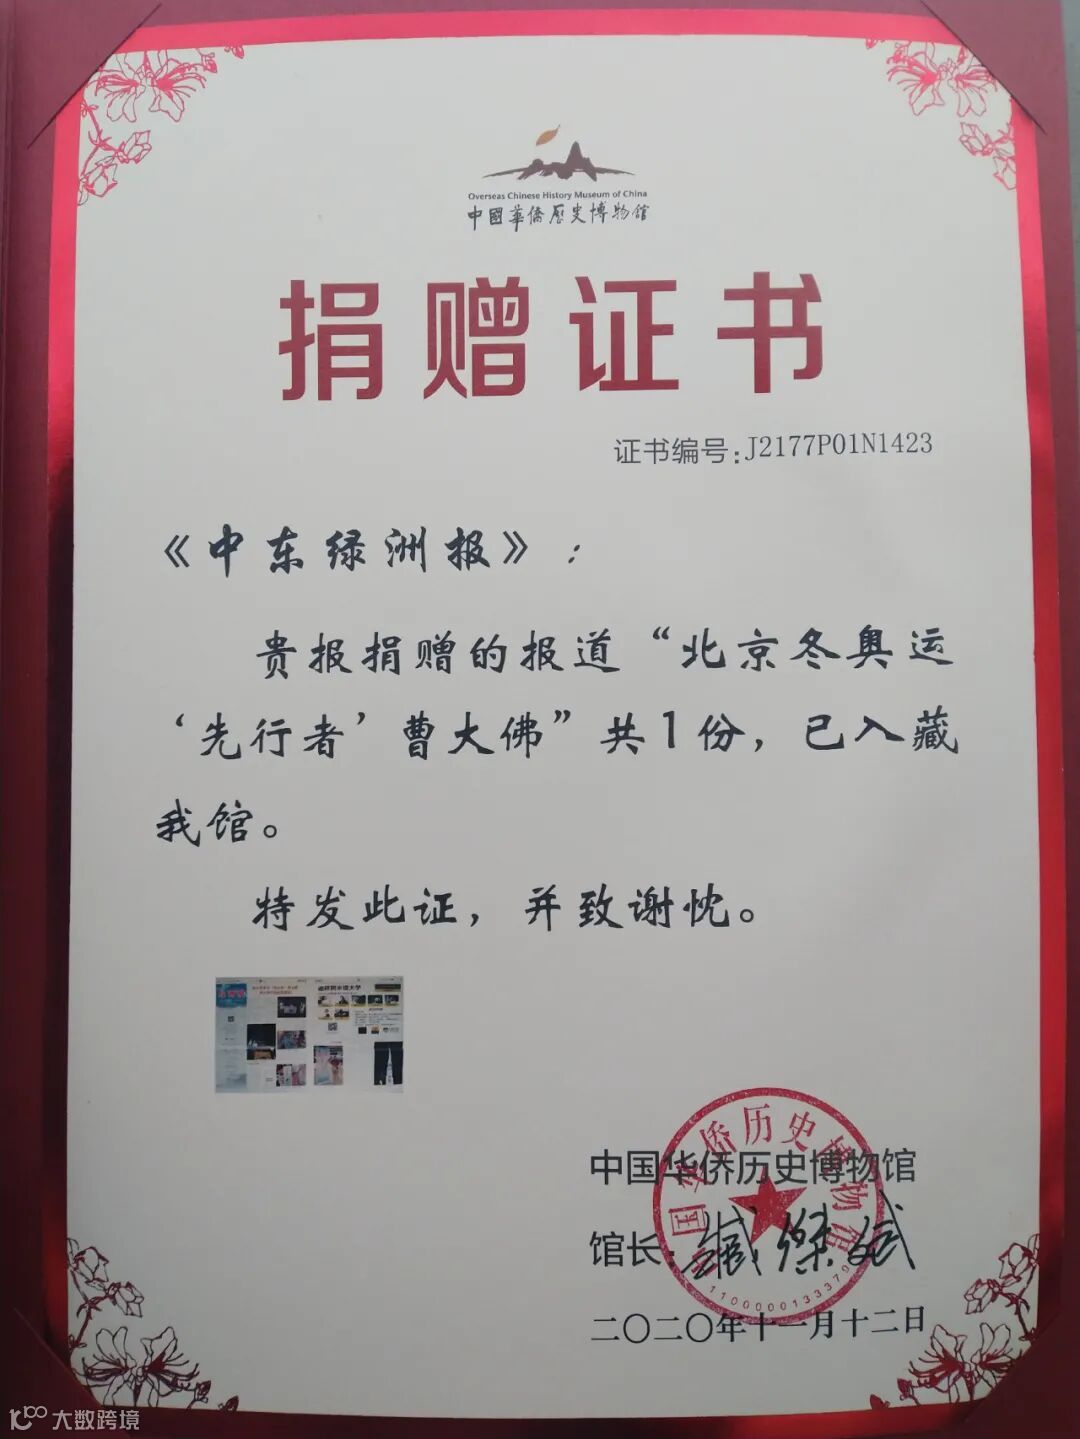 Overseas Chinese History Museum of China
中國華僑歷史博物館
捐赠证书
证书编号:J2177P01N1423
《中东绿洲报》：
贵报捐赠的报道“北京冬奥运
‘先行者’曹大佛”共1份，已入藏
我馆。
特发此证，并致谢忱。
中国华侨历史博物馆
馆长:
二〇二〇年十一月十二日
大数跨境